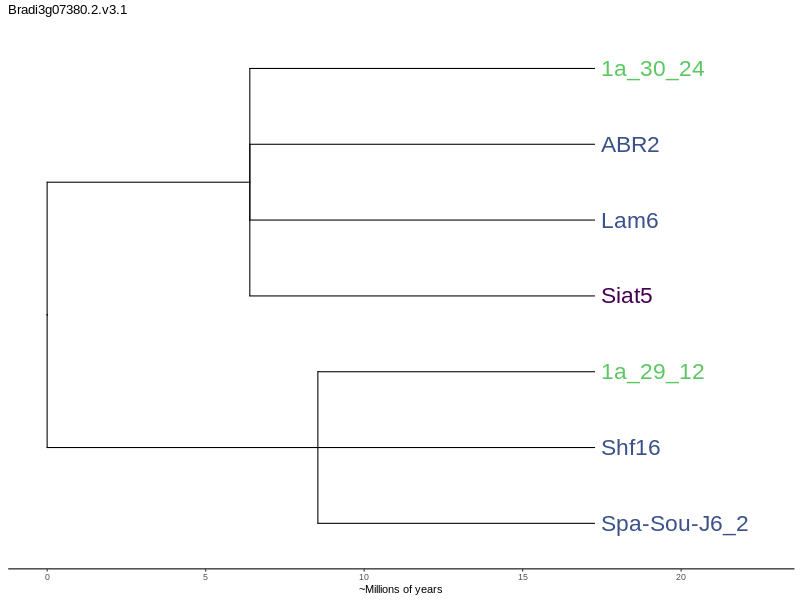 Bradi3g07380.2.v3.1
1a_30_24
ABR2
Lam6
Siat5
1a_29_12
Shf16
Spa-Sou-J6_2
0 5 10 15 20
~Millions of years